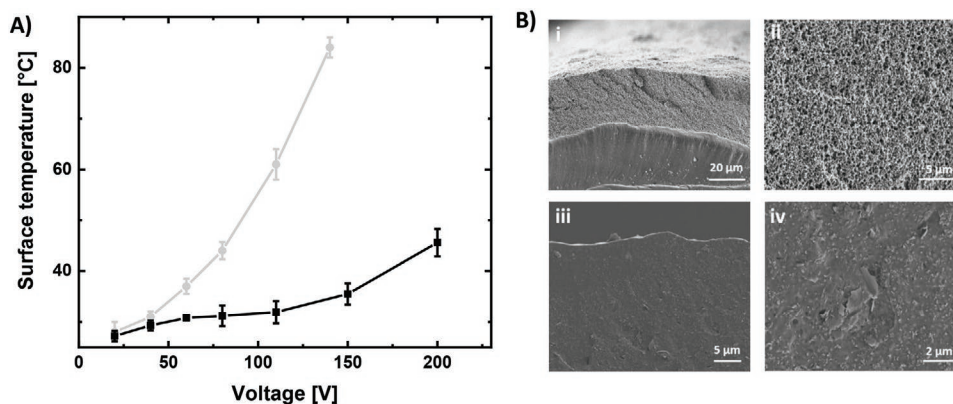 A)
Surface temperature [°C]
80
60
40
0
50
100
150
200
Voltage [V]
B)
i
20 µm
ii
5 µm
iii
5 µm
iv
2 µm